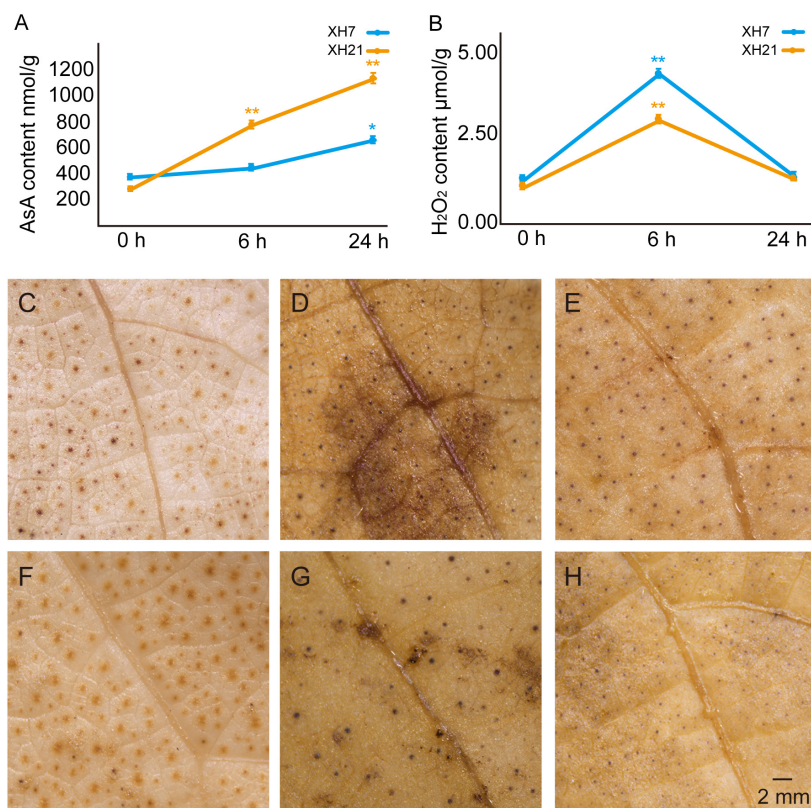 A
XH7
XH21
AsA content nmol/g
1200
1000
800
600
400
200
**
**
*
0 h
6 h
24 h
B
XH7
XH21
H₂O₂ content μmol/g
5.00
2.50
0.00
**
**
0 h
6 h
24 h
C
D
E
F
G
H
2 mm